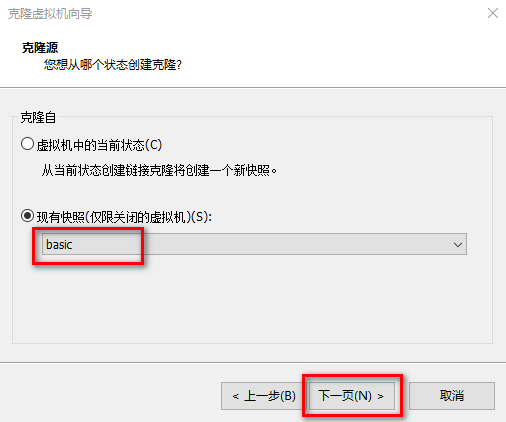 克隆虚拟机向导
克隆源
您想从哪个状态创建克隆?
克隆自
虚拟机中的当前状态(C)
从当前状态创建链接克隆将创建一个新快照。
现有快照(仅限关闭的虚拟机)(S):
basic
< 上一步(B)
下一页(N) >
取消